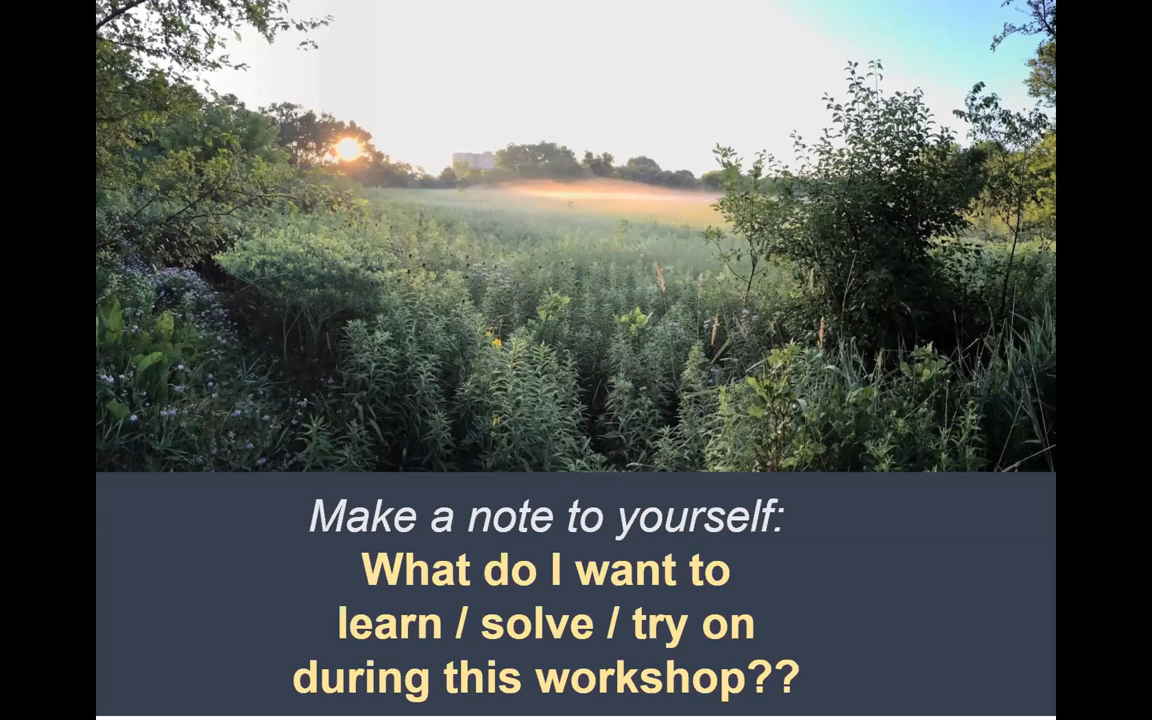 Make a note to yourself:
What do I want to
learn / solve / try on
during this workshop??